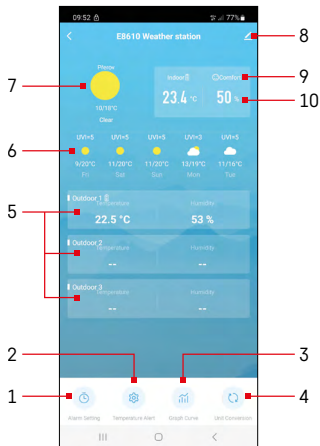 09:52 77%
E8610 Weather station 8
Přerov Indoor Comfort 9
7 23.4 °C 50 % 10
10/18°C
Clear
UVI=5 UVI=5 UVI=5 UVI=3 UVI=5
6
9/20°C 11/20°C 11/20°C 13/19°C 11/16°C
Fri Sat Sun Mon Tue
Outdoor 1
Temperature Humidity
5 22.5 °C 53 %
Outdoor 2
Temperature Humidity
-- --
Outdoor 3
Temperature Humidity
-- --
2 3
1 4
Alarm Setting Temperature Alert Graph Curve Unit Conversion